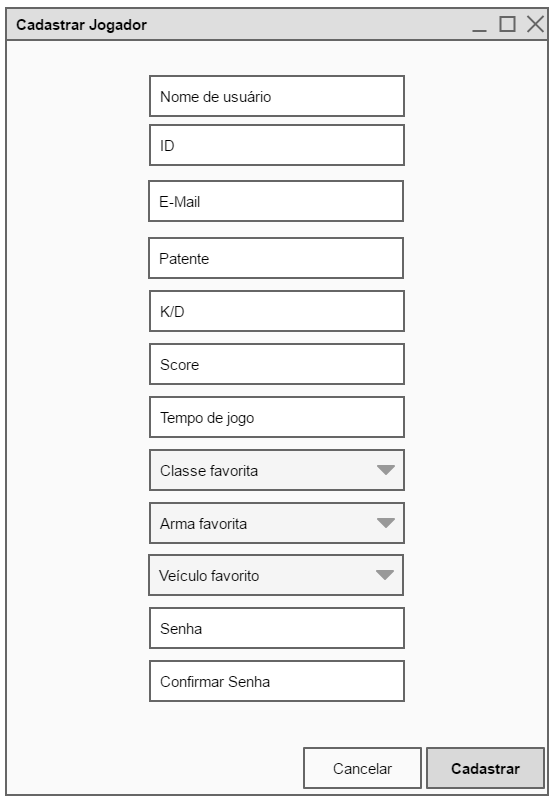 Cadastrar Jogador
Nome de usuário
ID
E-Mail
Patente
K/D
Score
Tempo de jogo
Classe favorita
Arma favorita
Veículo favorito
Senha
Confirmar Senha
Cancelar
Cadastrar